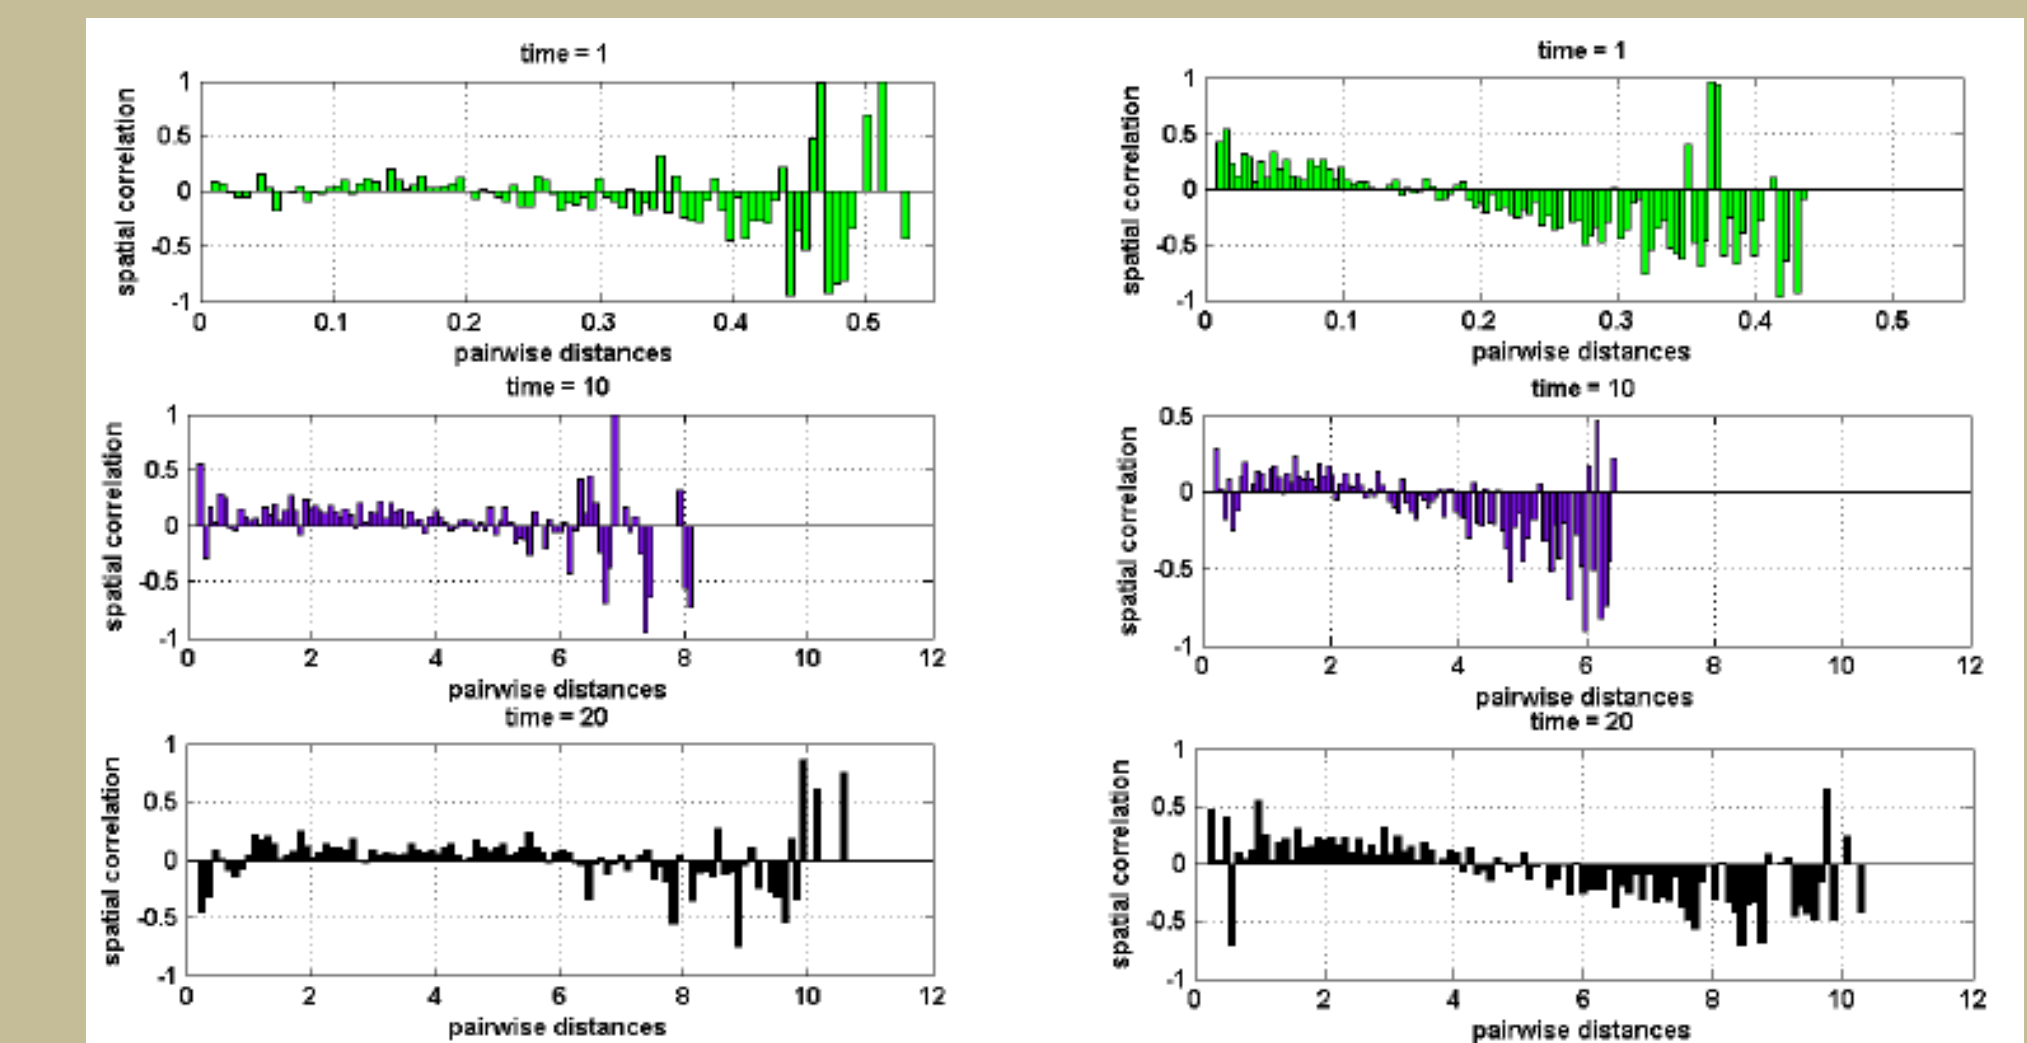 time = 1
spatial correlation
1
0.5
0
-0.5
-1
0 0.1 0.2 0.3 0.4 0.5
pairwise distances
time = 10
spatial correlation
1
0.5
0
-0.5
-1
0 2 4 6 8 10 12
pairwise distances
time = 20
spatial correlation
1
0.5
0
-0.5
-1
0 2 4 6 8 10 12
pairwise distances
time = 1
spatial correlation
1
0.5
0
-0.5
-1
0 0.1 0.2 0.3 0.4 0.5
pairwise distances
time = 10
spatial correlation
0.5
0
-0.5
-1
0 2 4 6 8 10 12
pairwise distances
time = 20
spatial correlation
1
0.5
0
-0.5
-1
0 2 4 6 8 10 12
pairwise distances